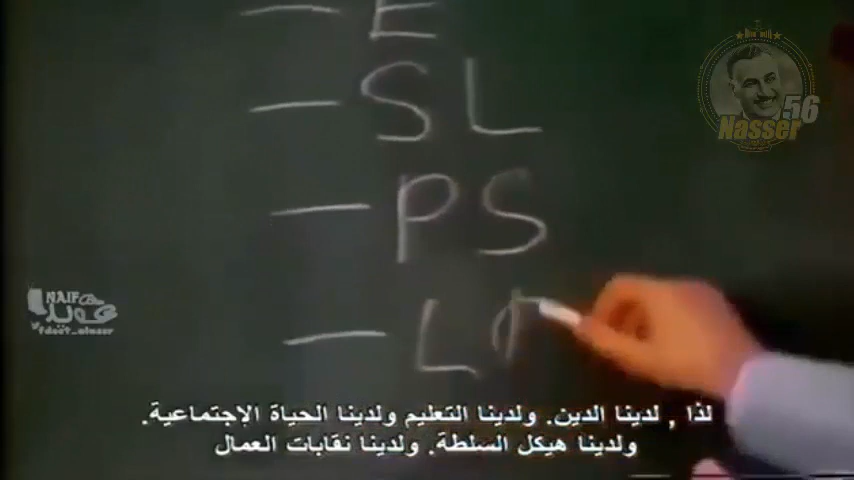 – E
– SL
– PS
– L
.56
Nasser
NAIF
لذا , لدينا الدين. ولدينا التعليم ولدينا الحياة الإجتماعية.
ولدينا هيكل السلطة. ولدينا نقابات العمال